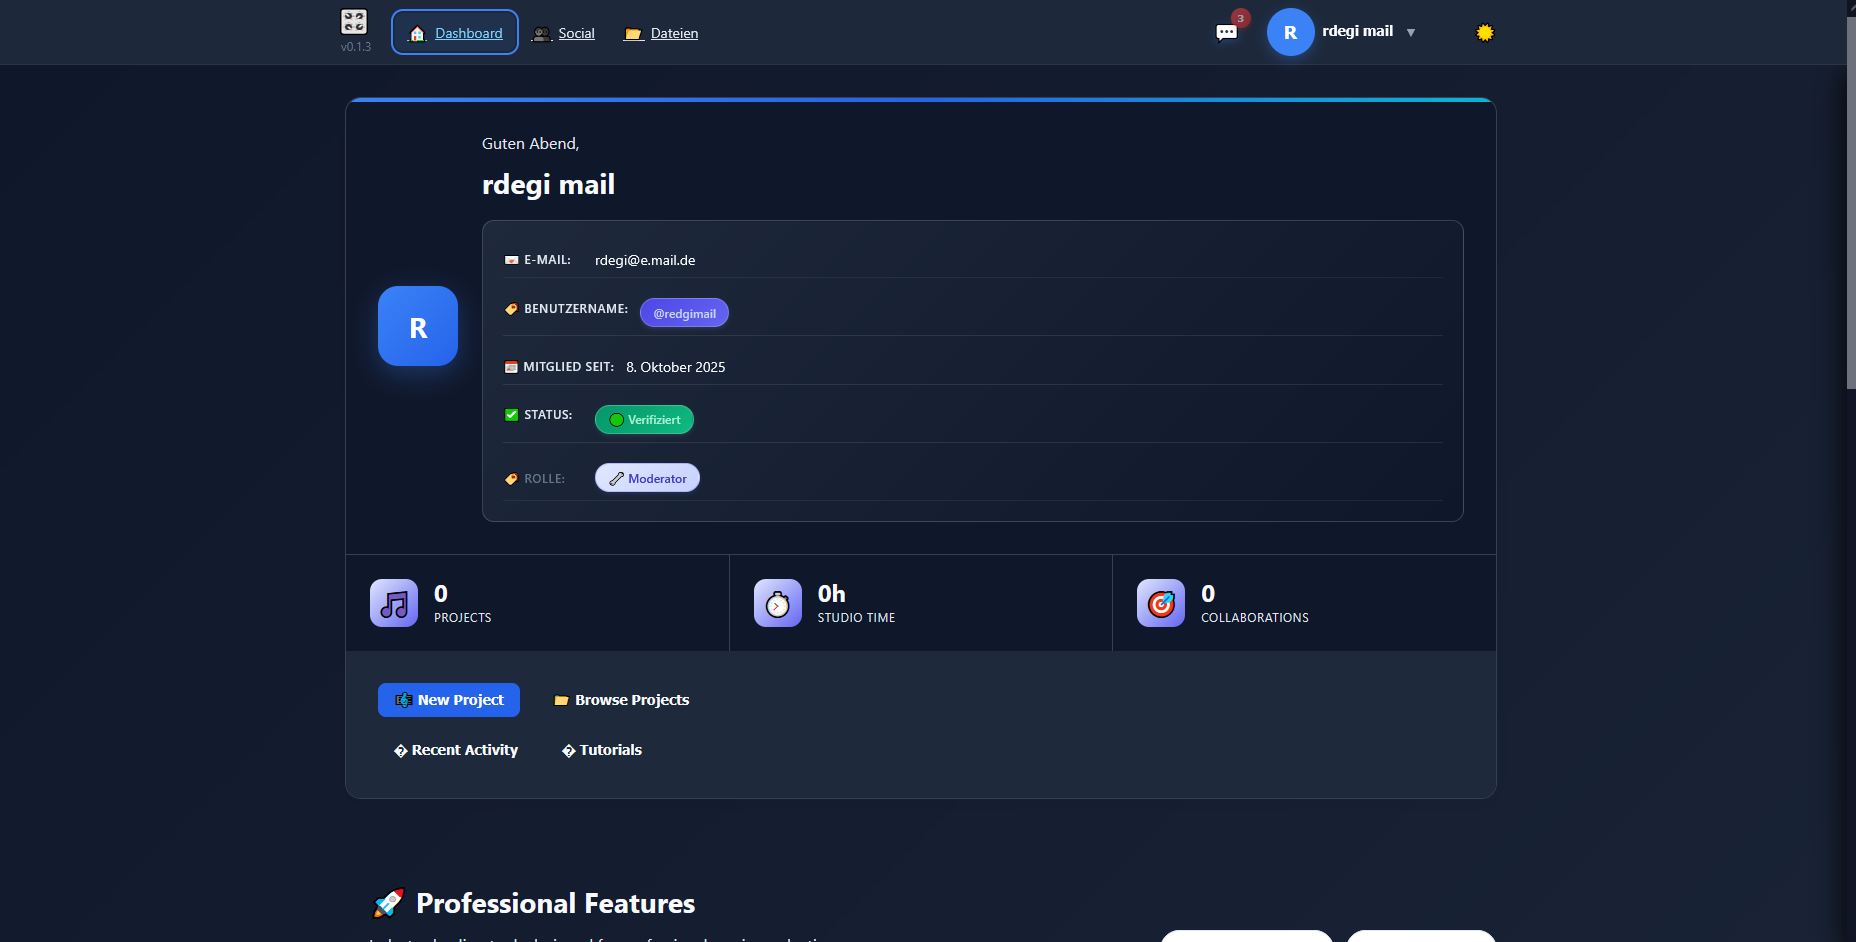 v0.1.3
Dashboard
Social
Dateien
3
R
rdegi mail
Guten Abend,
rdegi mail
R
E-MAIL: rdegi@e.mail.de
BENUTZERNAME: @redgimail
MITGLIED SEIT: 8. Oktober 2025
STATUS: Verifiziert
ROLLE: Moderator
0
PROJECTS
0h
STUDIO TIME
0
COLLABORATIONS
New Project
Browse Projects
� Recent Activity
� Tutorials
Professional Features